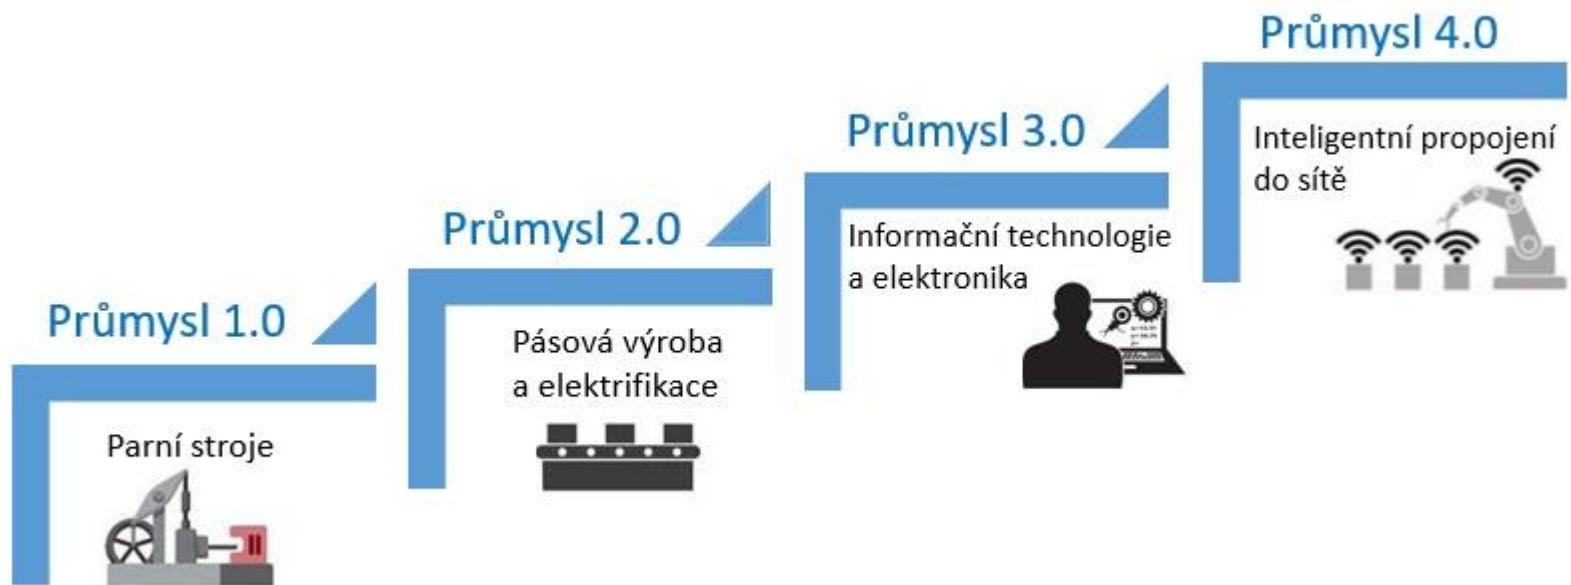 Průmysl 1.0
Parní stroje
Průmysl 2.0
Pásová výroba
a elektrifikace
Průmysl 3.0
Informační technologie
a elektronika
Průmysl 4.0
Inteligentní propojení
do sítě